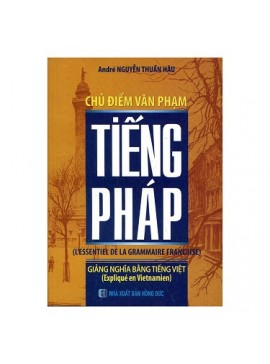 André NGUYỄN THUẦN HẬU
CHỦ ĐIỂM VĂN PHẠM
TIẾNG
PHÁP
(L'ESSENTIEL DE LA GRAMMAIRE FRANÇAISE)
GIẢNG NGHĨA BẰNG TIẾNG VIỆT
(Expliqué en Vietnamien)
NHÀ XUẤT BẢN HỒNG ĐỨC